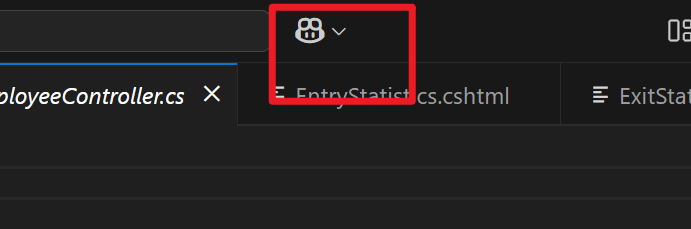 ployeeController.cs
EntryStatistics.cshtml
ExitStat